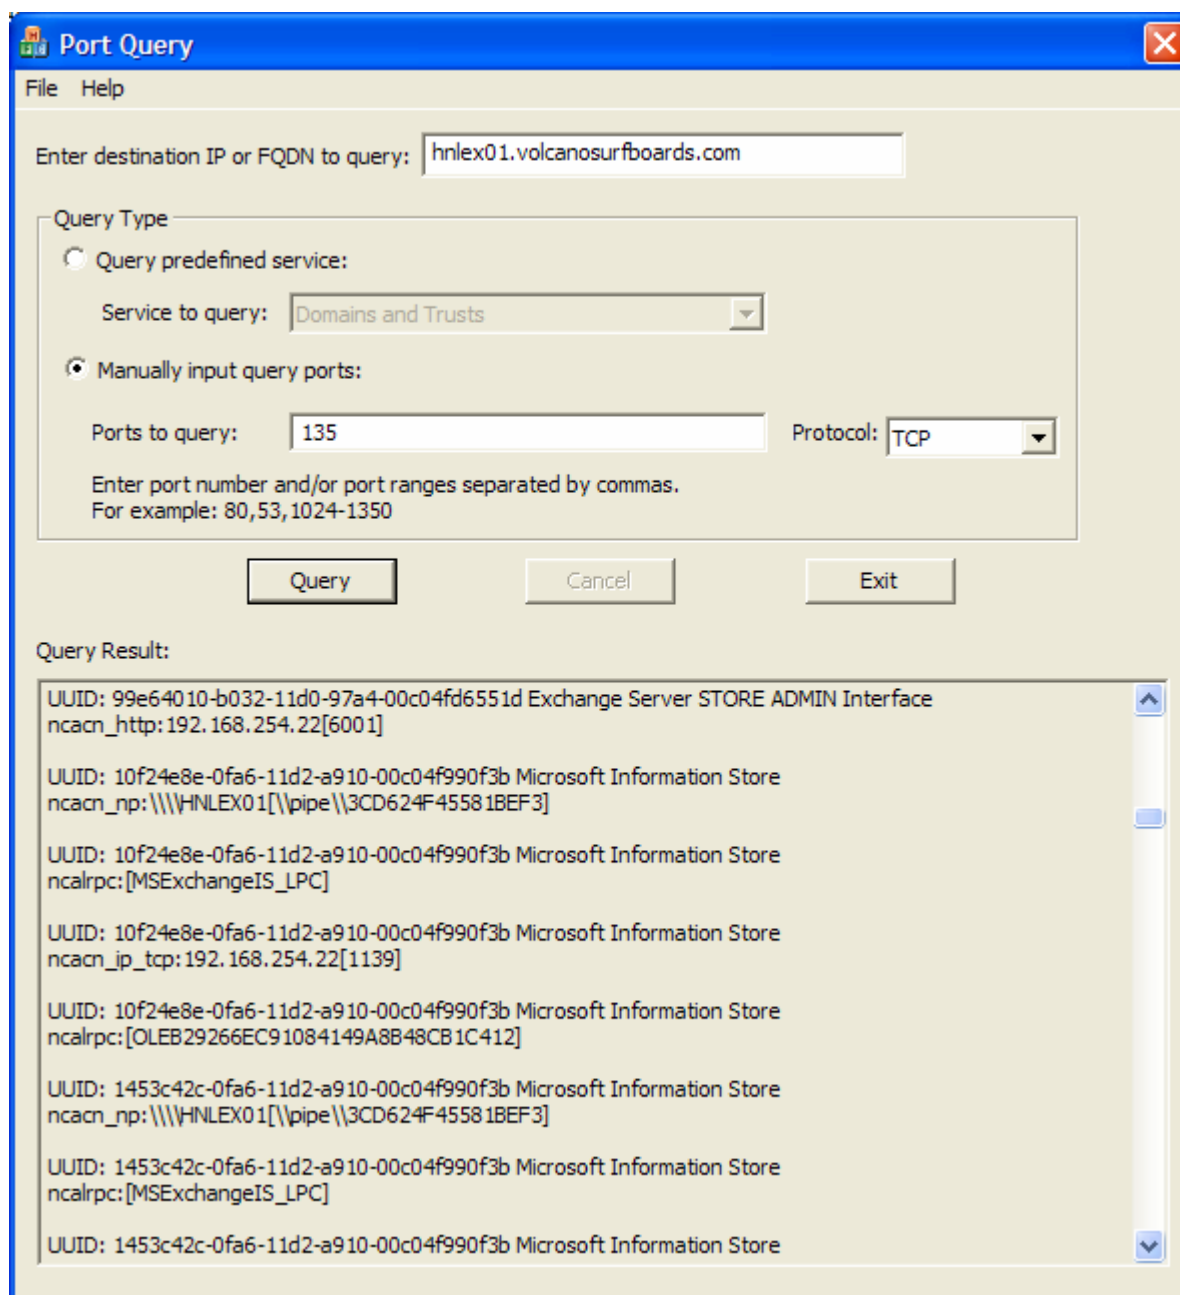 Port Query
File Help
Enter destination IP or FQDN to query: hnlex01.volcanosurfboards.com
Query Type
Query predefined service:
Service to query: Domains and Trusts
Manually input query ports:
Ports to query: 135 Protocol: TCP
Enter port number and/or port ranges separated by commas.
For example: 80,53,1024-1350
Query Cancel Exit
Query Result:
UUID: 99e64010-b032-11d0-97a4-00c04fd6551d Exchange Server STORE ADMIN Interface
ncacn_http:192.168.254.22[6001]
UUID: 10f24e8e-0fa6-11d2-a910-00c04f990f3b Microsoft Information Store
ncacn_np:\\\\HNLEX01[\\pipe\\3CD624F45581BEF3]
UUID: 10f24e8e-0fa6-11d2-a910-00c04f990f3b Microsoft Information Store
ncalrpc:[MSExchangeIS_LPC]
UUID: 10f24e8e-0fa6-11d2-a910-00c04f990f3b Microsoft Information Store
ncacn_ip_tcp:192.168.254.22[1139]
UUID: 10f24e8e-0fa6-11d2-a910-00c04f990f3b Microsoft Information Store
ncalrpc:[OLEB29266EC91084149A8B48CB1C412]
UUID: 1453c42c-0fa6-11d2-a910-00c04f990f3b Microsoft Information Store
ncacn_np:\\\\HNLEX01[\\pipe\\3CD624F45581BEF3]
UUID: 1453c42c-0fa6-11d2-a910-00c04f990f3b Microsoft Information Store
ncalrpc:[MSExchangeIS_LPC]
UUID: 1453c42c-0fa6-11d2-a910-00c04f990f3b Microsoft Information Store